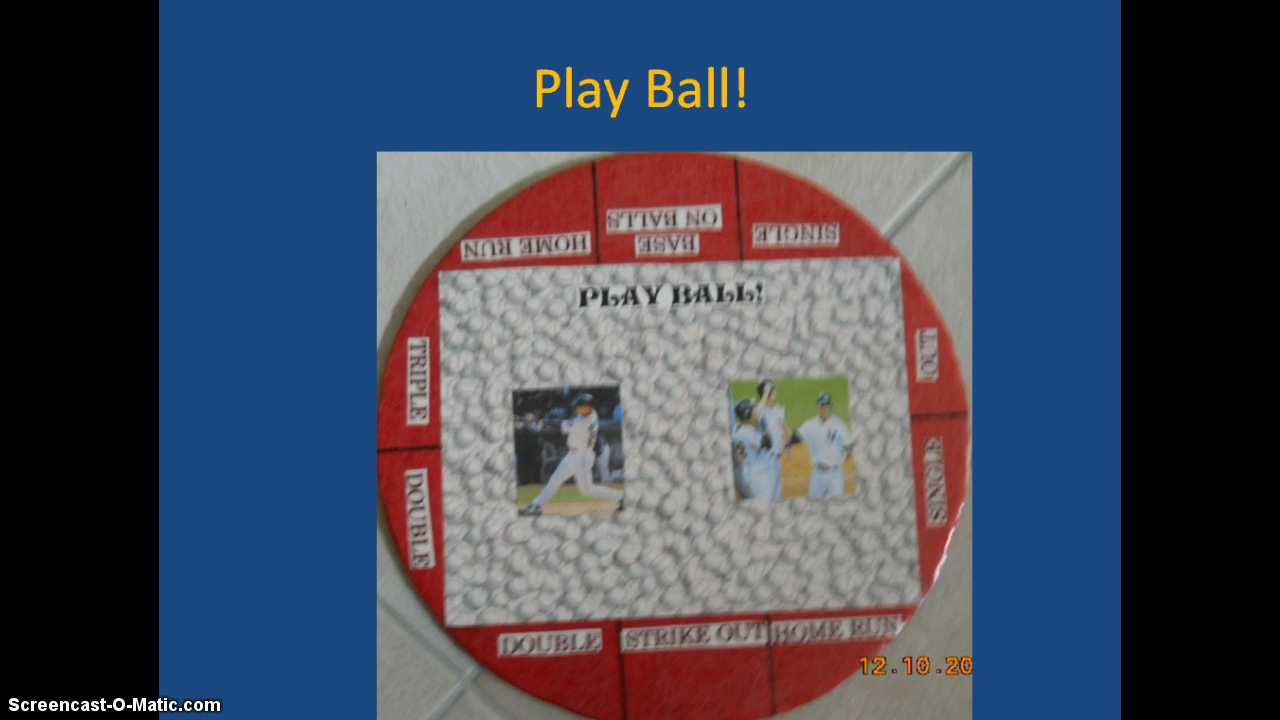 Play Ball!
HOME RUN
BASE
ON BALLS
SINGLE
PLAY BALL!
TRIPLE
OUT
DOUBLE
SINGLE
DOUBLE
STRIKE OUT
HOME RUN
12.10.20
Screencast-O-Matic.com